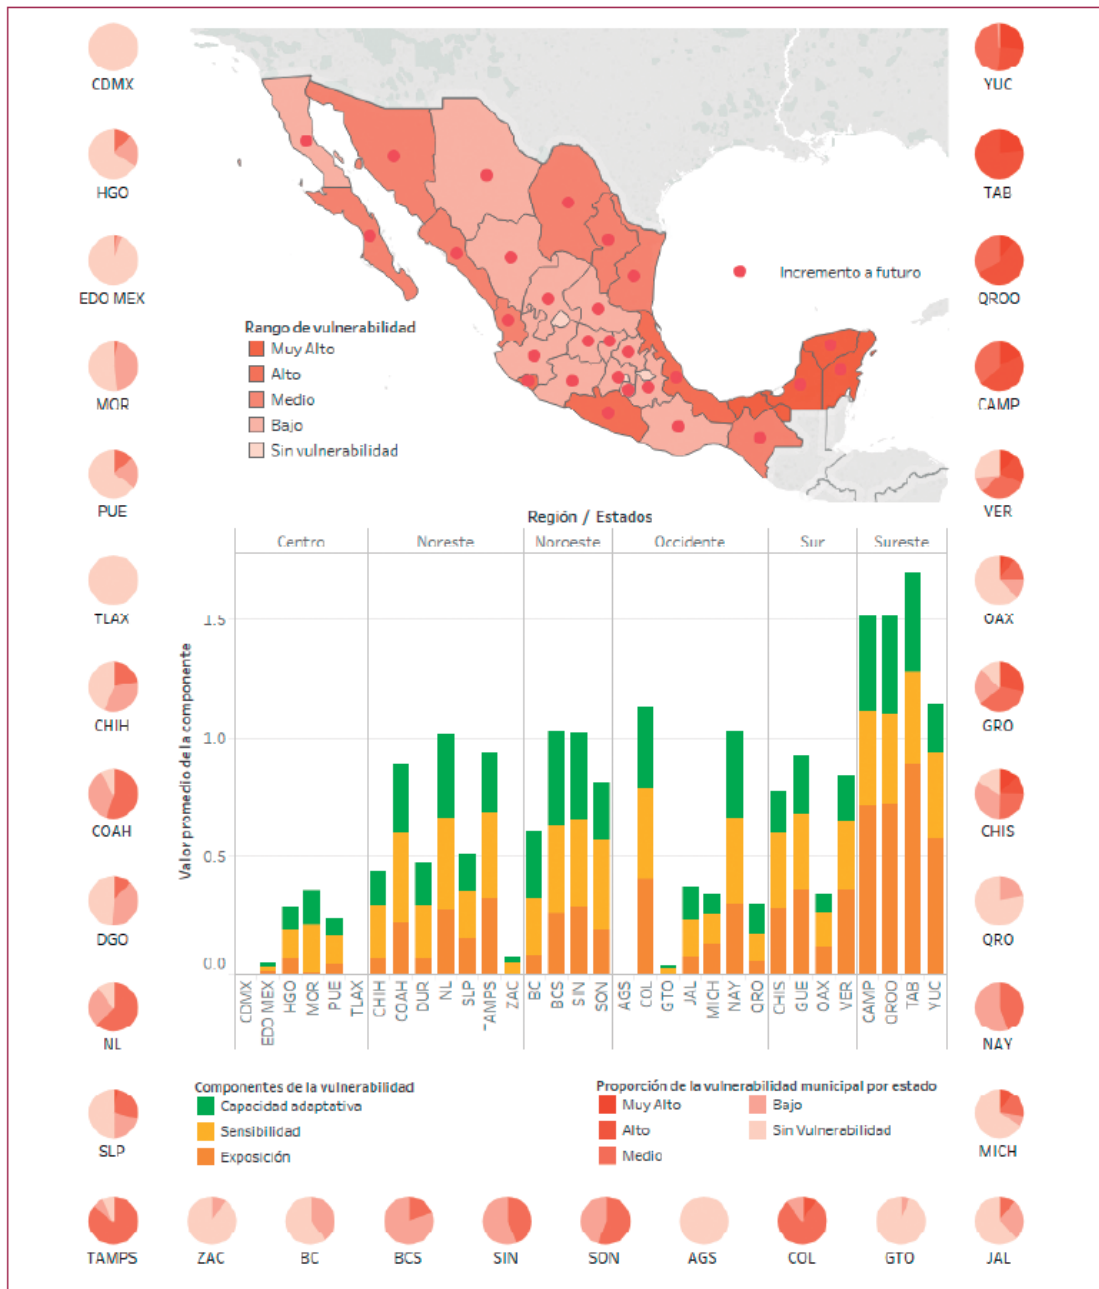 CDMX
HGO
EDO MEX
MOR
PUE
TLAX
CHIH
COAH
DGO
NL
SLP
TAMPS
ZAC
BC
BCS
SIN
SON
AGS
COL
GTO
JAL
YUC
TAB
QROO
CAMP
VER
OAX
GRO
CHIS
QRO
NAY
MICH
Incremento a futuro
Rango de vulnerabilidad
Muy Alto
Alto
Medio
Bajo
Sin vulnerabilidad
Región / Estados
Centro Noreste Noroeste Occidente Sur Sureste
Valor promedio de la componente
1.5
1.0
0.5
0.0
CDMX EDO MEX HGO MOR PUE TLAX CHIH COAH DUR NL SLP TAMPS ZAC BC BCS SIN SON AGS COL GTO JAL MICH NAY QRO CHIS GUE OAX VER CAMP QROO TAB YUC
Componentes de la vulnerabilidad
Capacidad adaptativa
Sensibilidad
Exposición
Proporción de la vulnerabilidad municipal por estado
Muy Alto Bajo
Alto Sin Vulnerabilidad
Medio